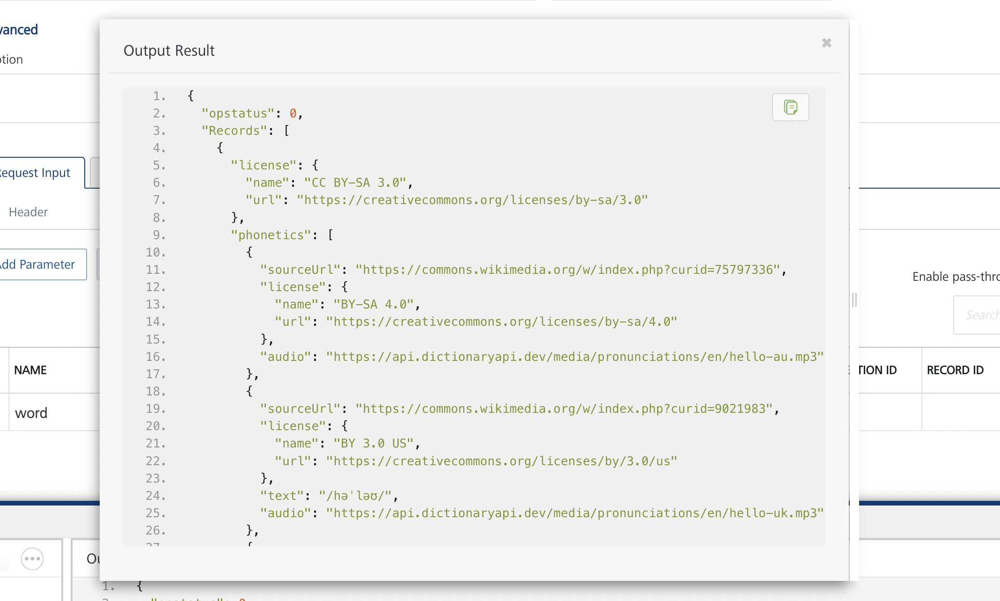 vanced
Output Result
ption
1. {
2. "opstatus": 0,
3. "Records": [
4. {
5. "license": {
6. "name": "CC BY-SA 3.0",
7. "url": "https://creativecommons.org/licenses/by-sa/3.0"
8. },
9. "phonetics": [
10. {
11. "sourceUrl": "https://commons.wikimedia.org/w/index.php?curid=75797336",
12. "license": {
13. "name": "BY-SA 4.0",
14. "url": "https://creativecommons.org/licenses/by-sa/4.0"
15. },
16. "audio": "https://api.dictionaryapi.dev/media/pronunciations/en/hello-au.mp3"
17. },
18. {
19. "sourceUrl": "https://commons.wikimedia.org/w/index.php?curid=9021983",
20. "license": {
21. "name": "BY 3.0 US",
22. "url": "https://creativecommons.org/licenses/by/3.0/us"
23. },
24. "text": "/həˈləʊ/",
25. "audio": "https://api.dictionaryapi.dev/media/pronunciations/en/hello-uk.mp3"
26. },
27. {
Request Input
Header
Add Parameter
Enable pass-thro
Search
NAME
TION ID
RECORD ID
word
Ou
1. {
2. "opstatus": 0,